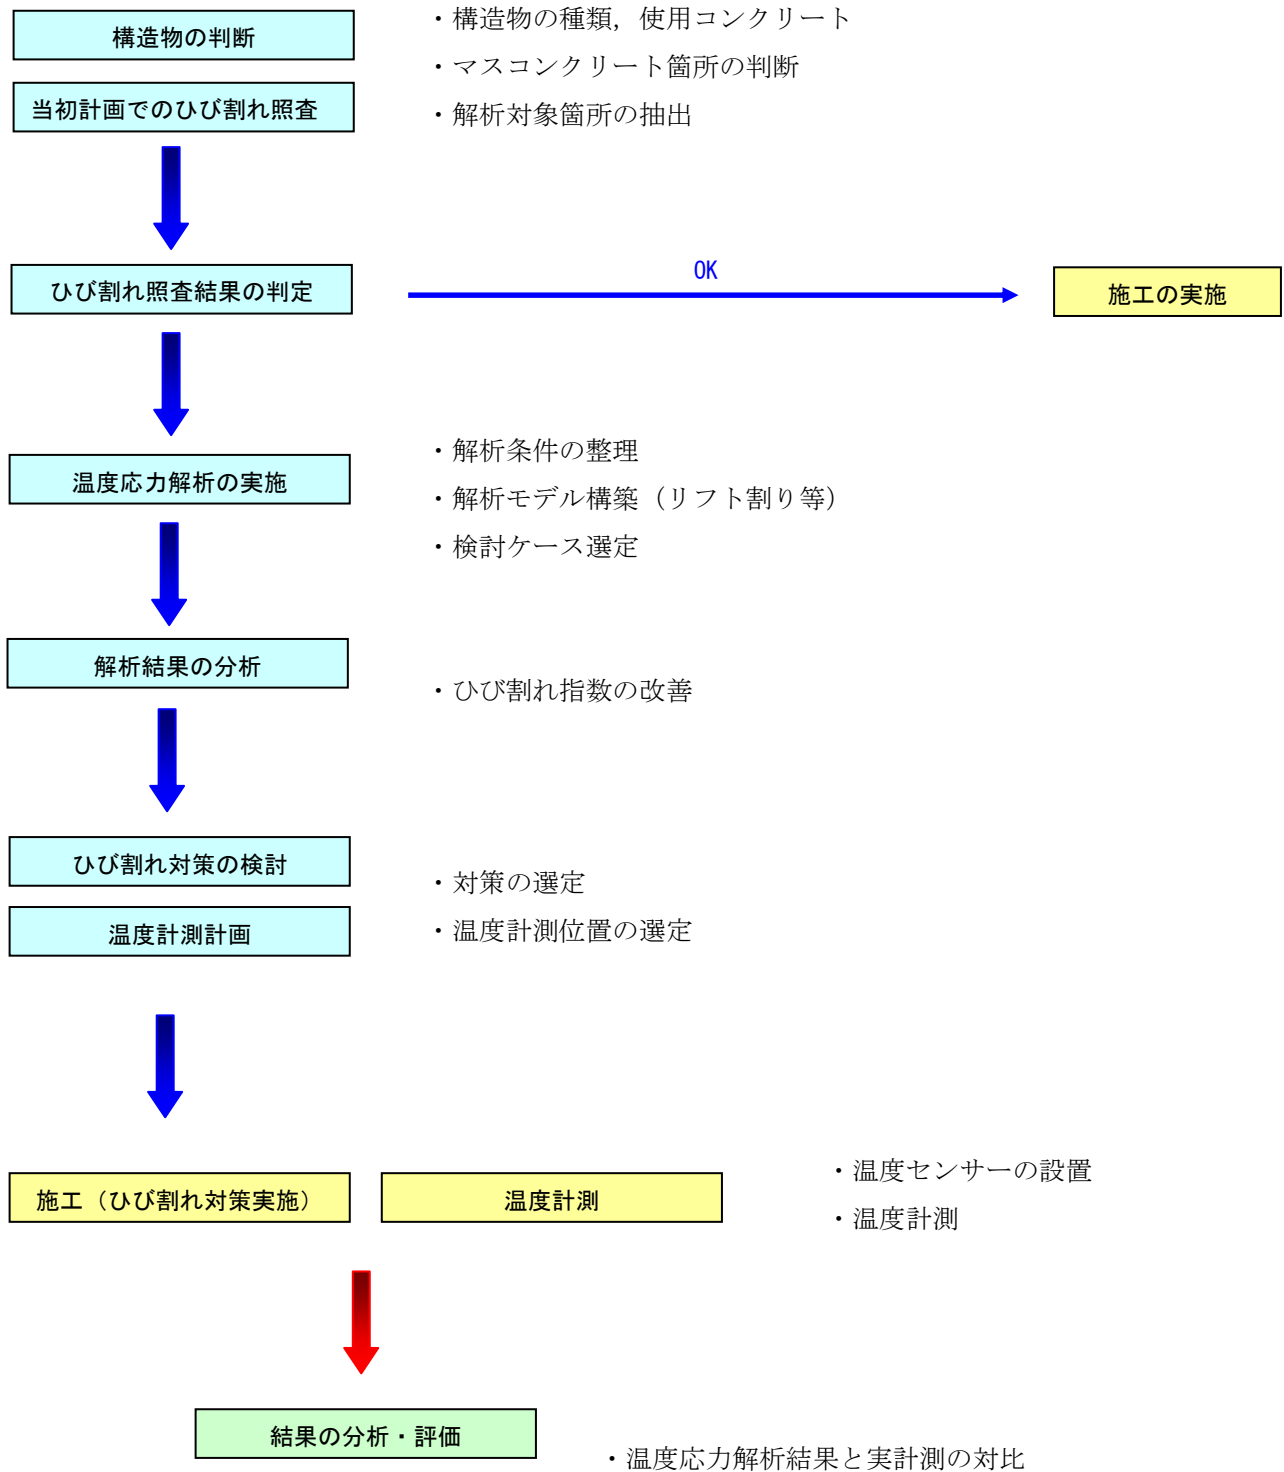 構造物の判断
・構造物の種類，使用コンクリート
・マスコンクリート箇所の判断
当初計画でのひび割れ照査
・解析対象箇所の抽出
ひび割れ照査結果の判定
OK
施工の実施
温度応力解析の実施
・解析条件の整理
・解析モデル構築（リフト割り等）
・検討ケース選定
解析結果の分析
・ひび割れ指数の改善
ひび割れ対策の検討
・対策の選定
温度計測計画
・温度計測位置の選定
施工（ひび割れ対策実施）
温度計測
・温度センサーの設置
・温度計測
結果の分析・評価
・温度応力解析結果と実計測の対比